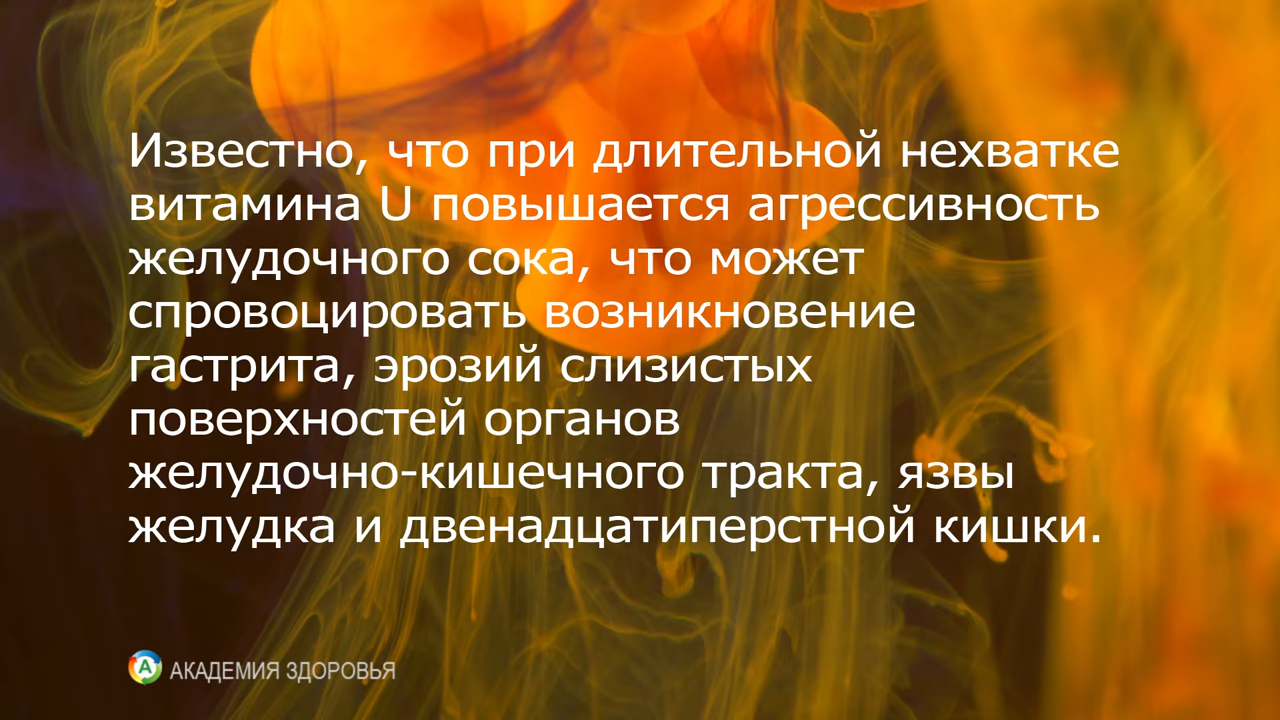 Известно, что при длительной нехватке
витамина U повышается агрессивность
желудочного сока, что может
спровоцировать возникновение
гастрита, эрозий слизистых
поверхностей органов
желудочно-кишечного тракта, язвы
желудка и двенадцатиперстной кишки.
А АКАДЕМИЯ ЗДОРОВЬЯ